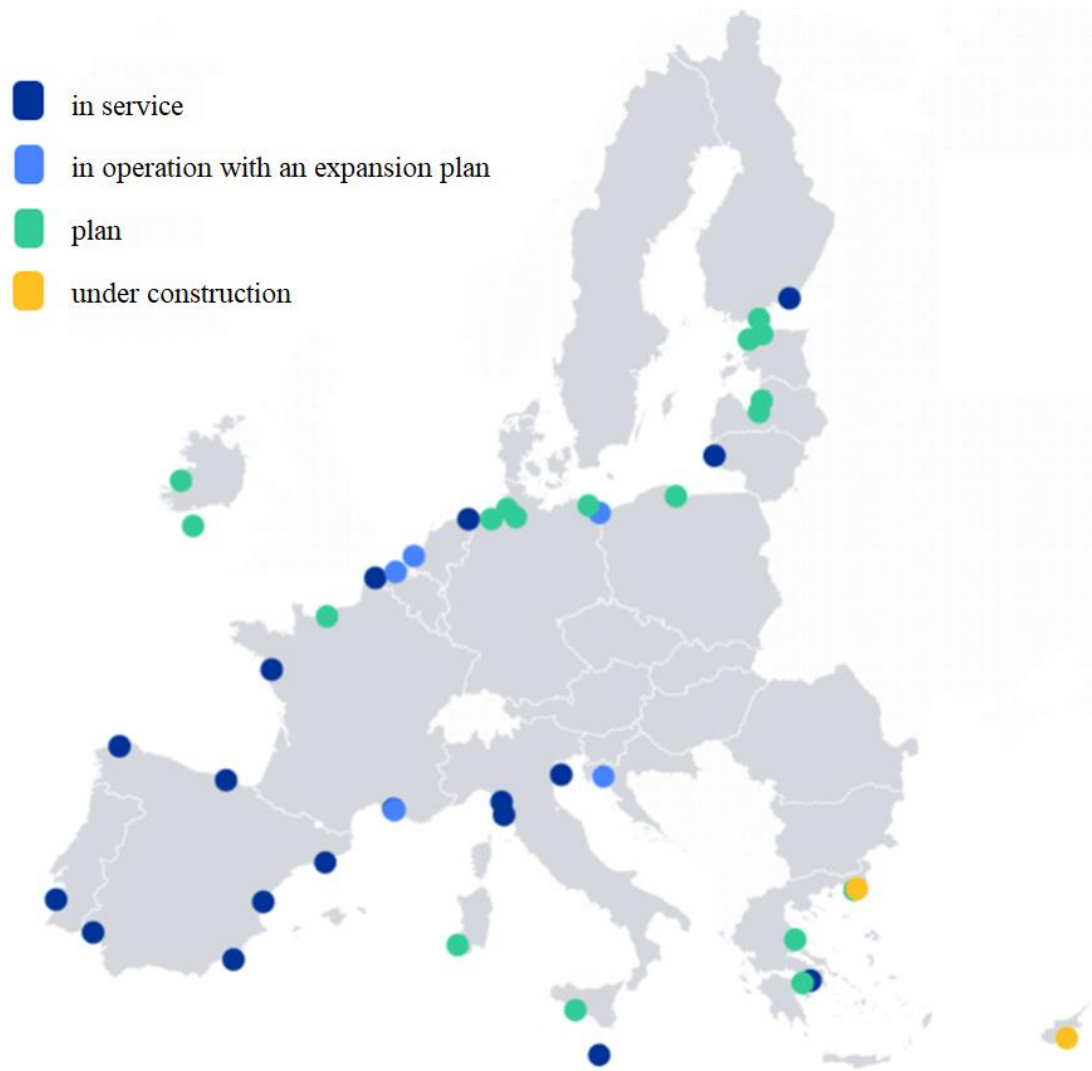 in service
in operation with an expansion plan
plan
under construction